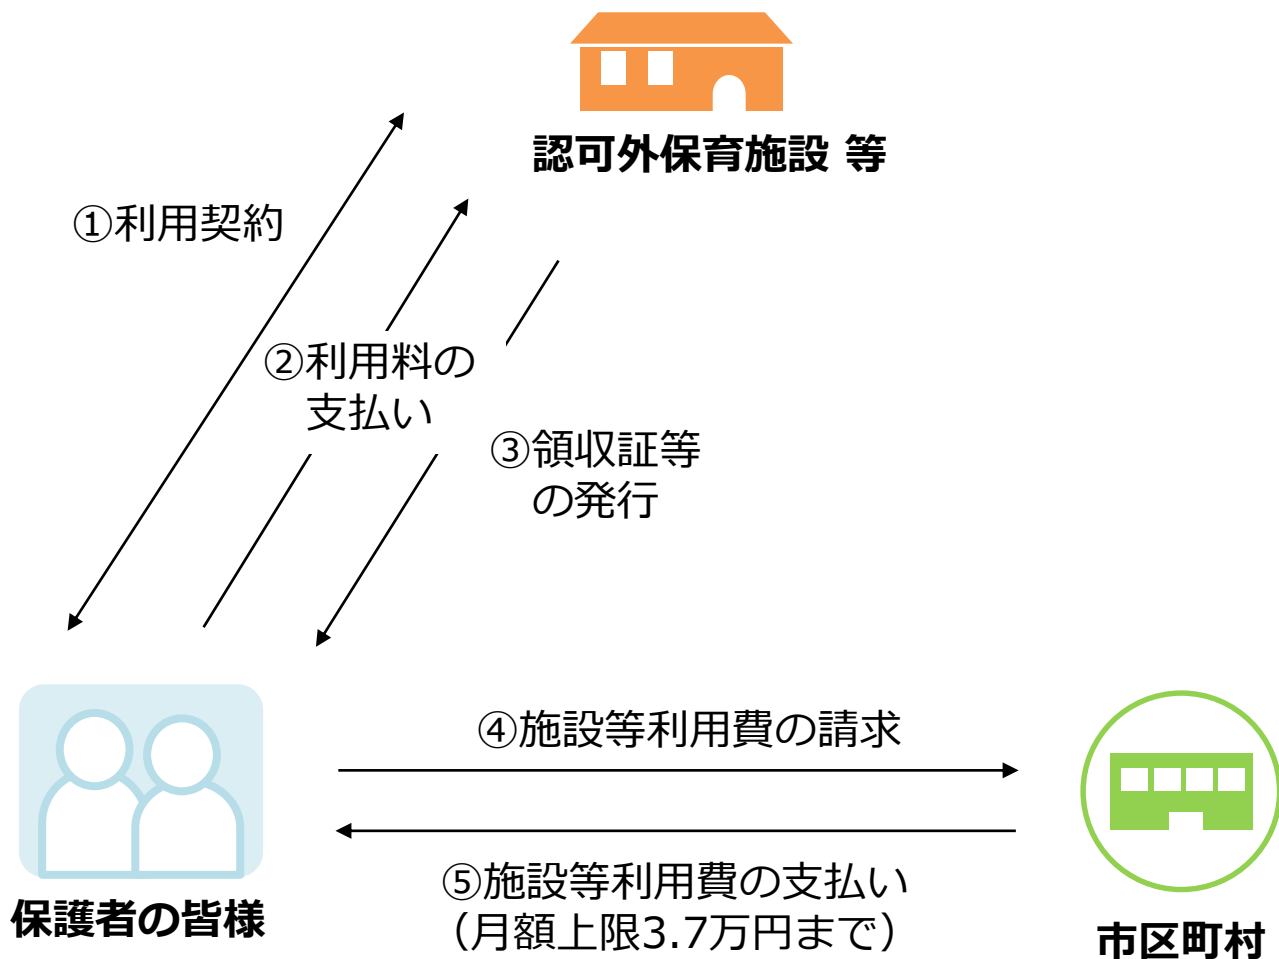 認可外保育施設 等
①利用契約
②利用料の
支払い
③領収証等
の発行
④施設等利用費の請求
⑤施設等利用費の支払い
（月額上限3.7万円まで）
保護者の皆様
市区町村